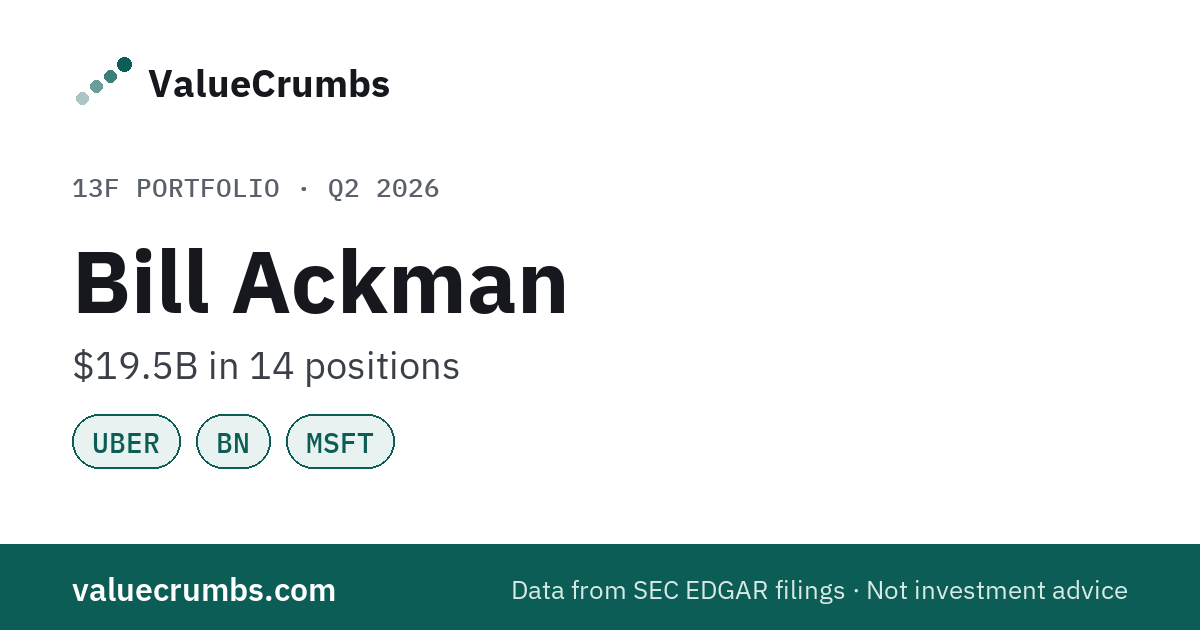 ValueCrumbs
13F PORTFOLIO · Q2 2026
Bill Ackman
$19.5B in 14 positions
UBER BN MSFT
valuecrumbs.com Data from SEC EDGAR filings · Not investment advice